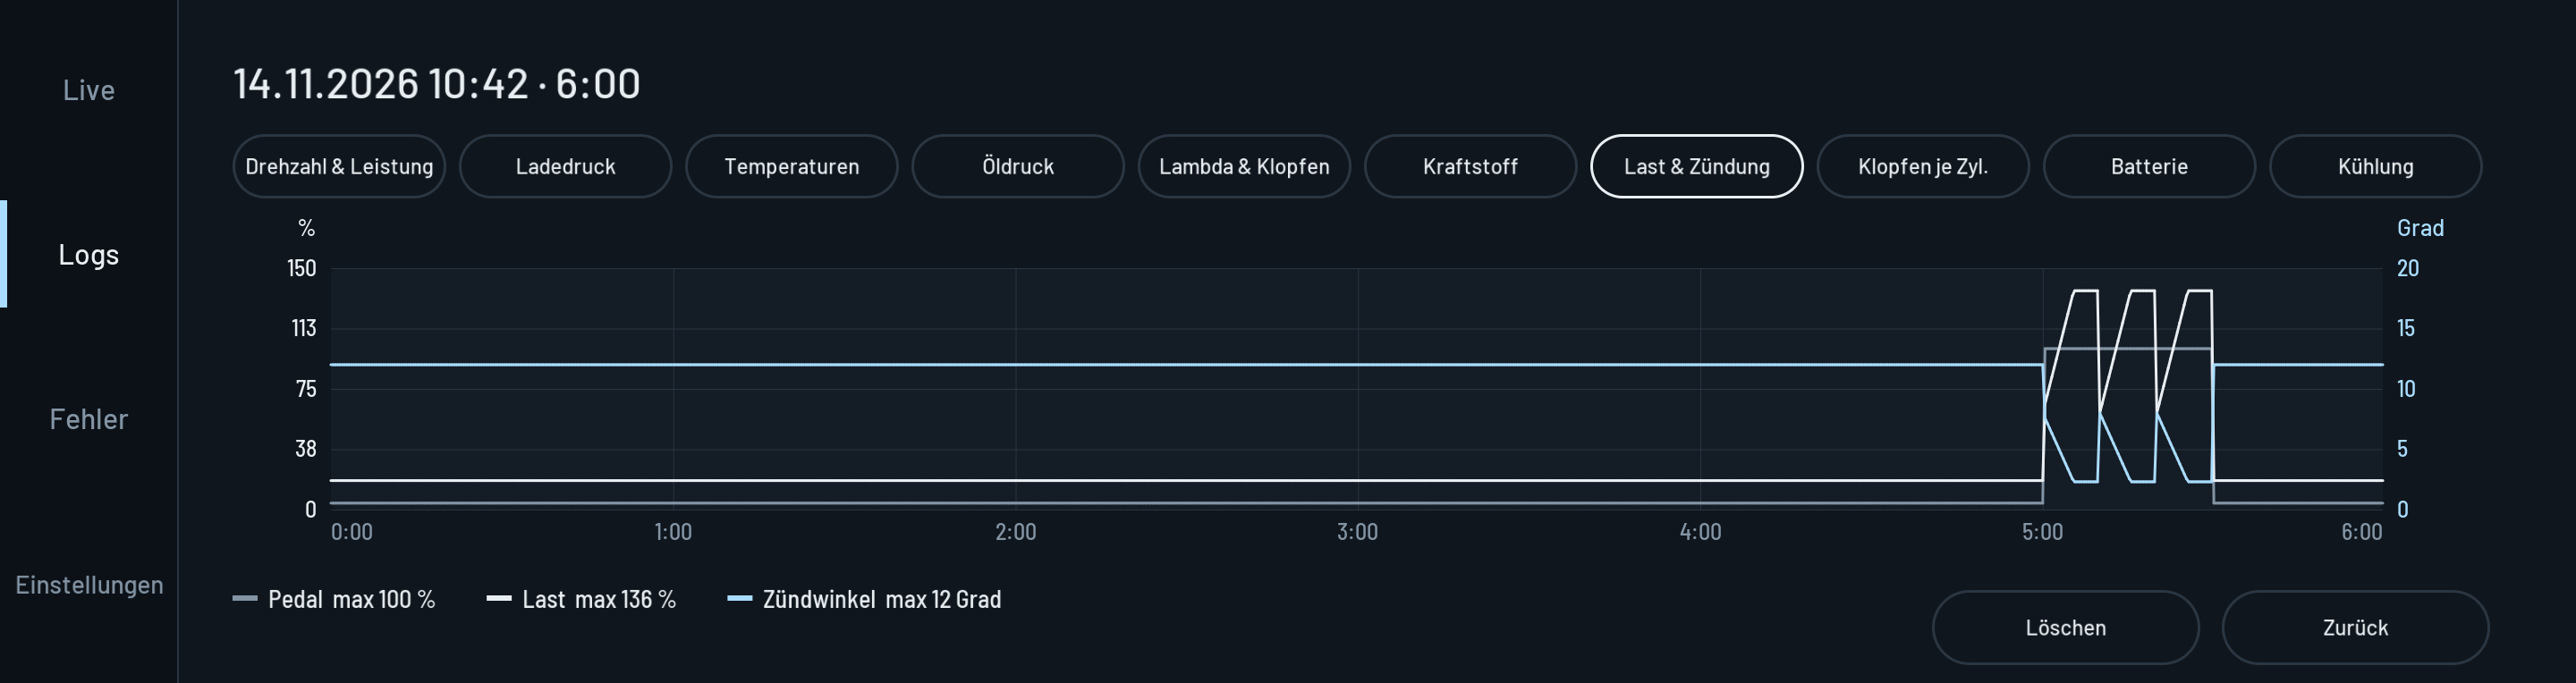 Live
Logs
Fehler
Einstellungen
14.11.2026 10:42 · 6:00
Drehzahl & Leistung
Ladedruck
Temperaturen
Öldruck
Lambda & Klopfen
Kraftstoff
Last & Zündung
Klopfen je Zyl.
Batterie
Kühlung
%
150
113
75
38
0
Grad
20
15
10
5
0
0:00
1:00
2:00
3:00
4:00
5:00
6:00
Pedal max 100 %
Last max 136 %
Zündwinkel max 12 Grad
Löschen
Zurück